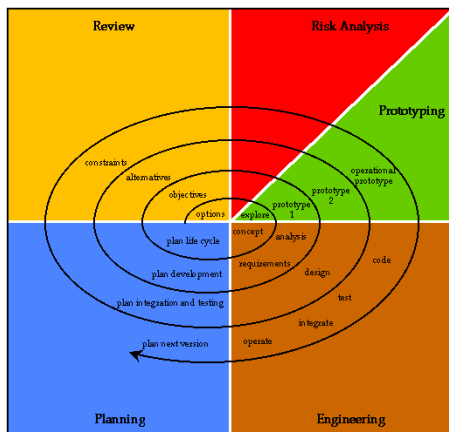 Review
Risk Analysis
Prototyping
constraints
alternatives
objectives
options
explore
prototype
1
prototype
2
operational
prototype
concept
analysis
requirements
design
code
test
integrate
operate
plan life cycle
plan development
plan integration and testing
plan next version
Planning
Engineering